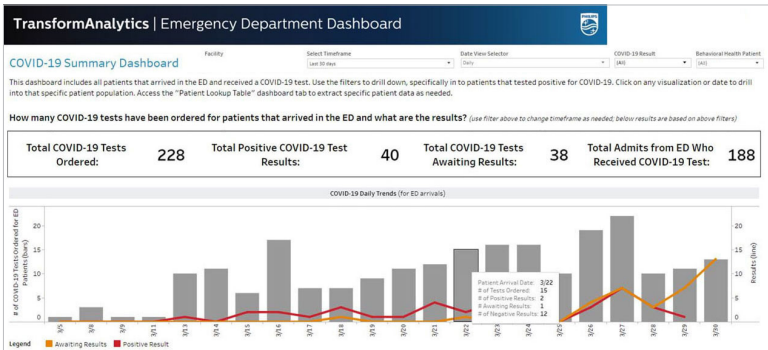 TransformAnalytics | Emergency Department Dashboard
PHILIPS
COVID-19 Summary Dashboard
Facility
Select Timeframe
Last 30 days
Date View Selector
Daily
COVID-19 Result
(All)
Behavioral Health Patient
(All)
This dashboard includes all patients that arrived in the ED and received a COVID-19 test. Use the filters to drill down, specifically in to patients that tested positive for COVID-19. Click on any visualization or date to drill
into that specific patient population. Access the "Patient Lookup Table" dashboard tab to extract specific patient data as needed.
How many COVID-19 tests have been ordered for patients that arrived in the ED and what are the results? (use filter above to change timeframe as needed; below results are based on above filters)
Total COVID-19 Tests
Ordered:
228
Total Positive COVID-19 Test
Results:
40
Total COVID-19 Tests
Awaiting Results:
38
Total Admits from ED Who
Received COVID-19 Test:
188
COVID-19 Daily Trends (for ED arrivals)
# of COVID-19 Tests Ordered for ED
Patients (bars)
20
15
10
5
0
Patient Arrival Date: 3/22
# of Tests Ordered: 15
# of Positive Results: 2
# Awaiting Results: 1
# of Negative Results: 12
20
15
10
5
0
Results (line)
3/5
3/8
3/9
3/11
3/13
3/14
3/15
3/16
3/17
3/18
3/19
3/20
3/21
3/22
3/23
3/24
3/25
3/26
3/27
3/28
3/29
3/30
Legend
Awaiting Results
Positive Result